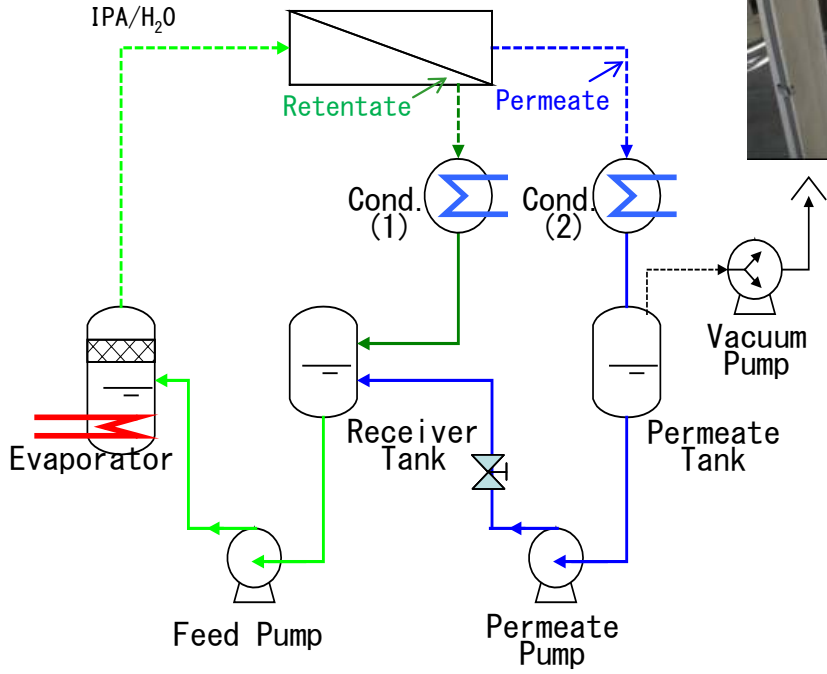 IPA/H₂O
Retentate
Permeate
Cond.
(1)
Cond.
(2)
Vacuum
Pump
Evaporator
Receiver
Tank
Permeate
Tank
Feed Pump
Permeate
Pump